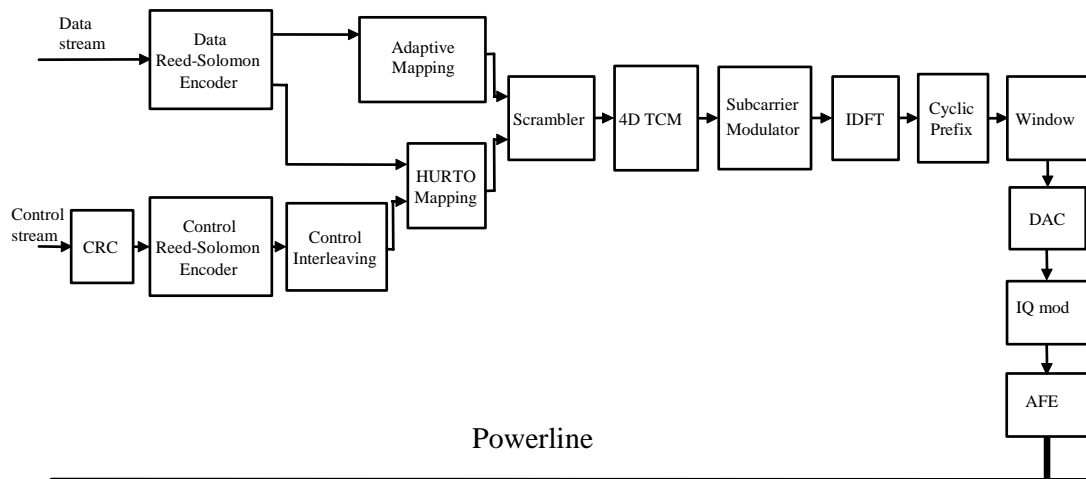 Data
stream
Data
Reed-Solomon
Encoder
Adaptive
Mapping
Scrambler
4D TCM
Subcarrier
Modulator
IDFT
Cyclic
Prefix
Window
HURTO
Mapping
Control
stream
CRC
Control
Reed-Solomon
Encoder
Control
Interleaving
DAC
IQ mod
AFE
Powerline